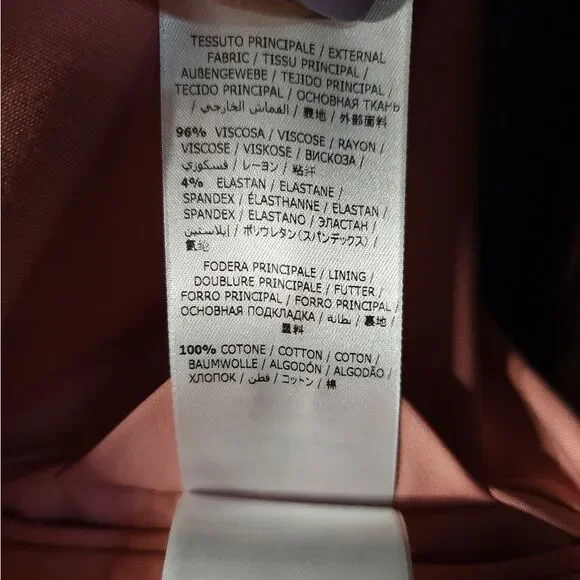 TESSUTO PRINCIPALE / EXTERNAL
FABRIC / TISSU PRINCIPAL /
AUßENGEWEBE / TEJIDO PRINCIPAL /
TECIDO PRINCIPAL / ОСНОВНАЯ ТКАНЬ
/ القماش الخارجي / 表地 / 外部面料
96% VISCOSA / VISCOSE / RAYON /
VISCOSE / VISKOSE / ВИСКОЗА /
فسكوزي / レーヨン / 粘纤
4% ELASTAN / ELASTANE /
SPANDEX / ÉLASTHANNE / ELASTAN /
SPANDEX / ELASTANO / ЭЛАСТАН /
إيلاستين / ポリウレタン(スパンデックス) /
氨纶
FODERA PRINCIPALE / LINING /
DOUBLURE PRINCIPALE / FUTTER /
FORRO PRINCIPAL / FORRO PRINCIPAL /
ОСНОВНАЯ ПОДКЛАДКА / بطانة / 裏地 /
里料
100% COTONE / COTTON / COTON /
BAUMWOLLE / ALGODÓN / ALGODÃO /
ХЛОПОК / قطن / コットン / 棉